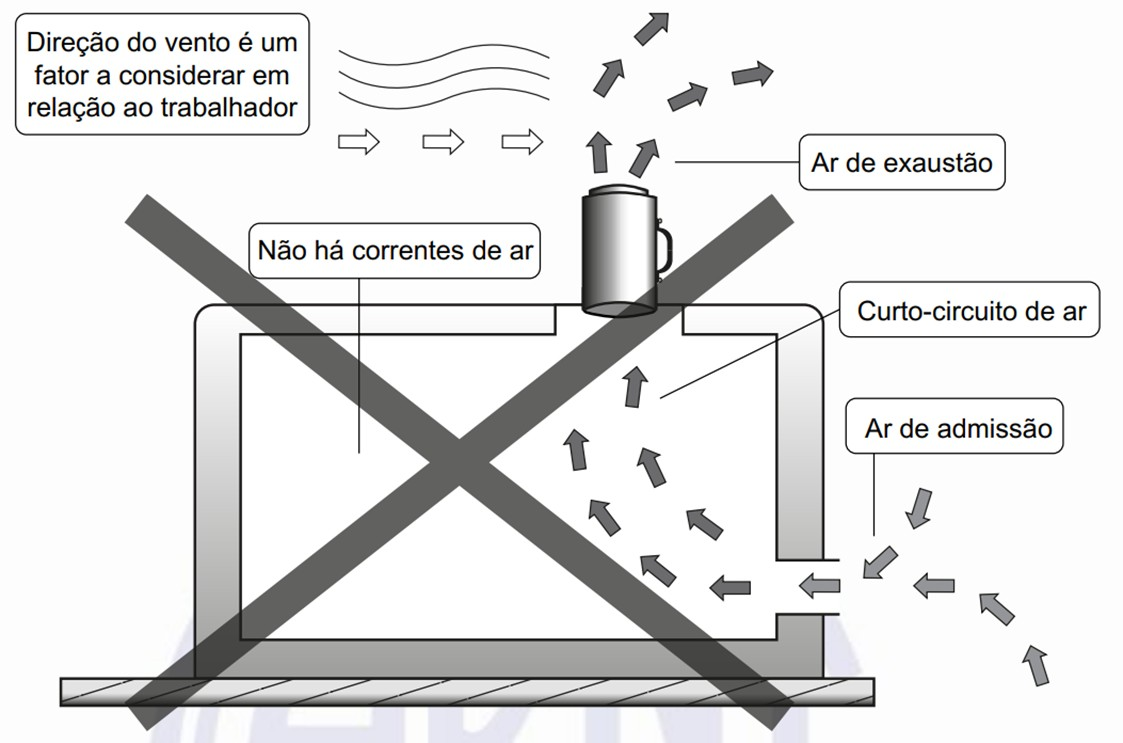 Direção do vento é um
fator a considerar em
relação ao trabalhador
Ar de exaustão
Não há correntes de ar
Curto-circuito de ar
Ar de admissão